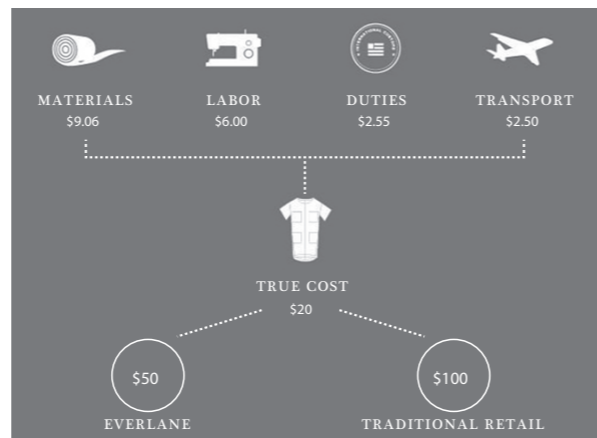 MATERIALS LABOR DUTIES TRANSPORT
$9.06 $6.00 $2.55 $2.50
TRUE COST
$20
$50 $100
EVERLANE TRADITIONAL RETAIL